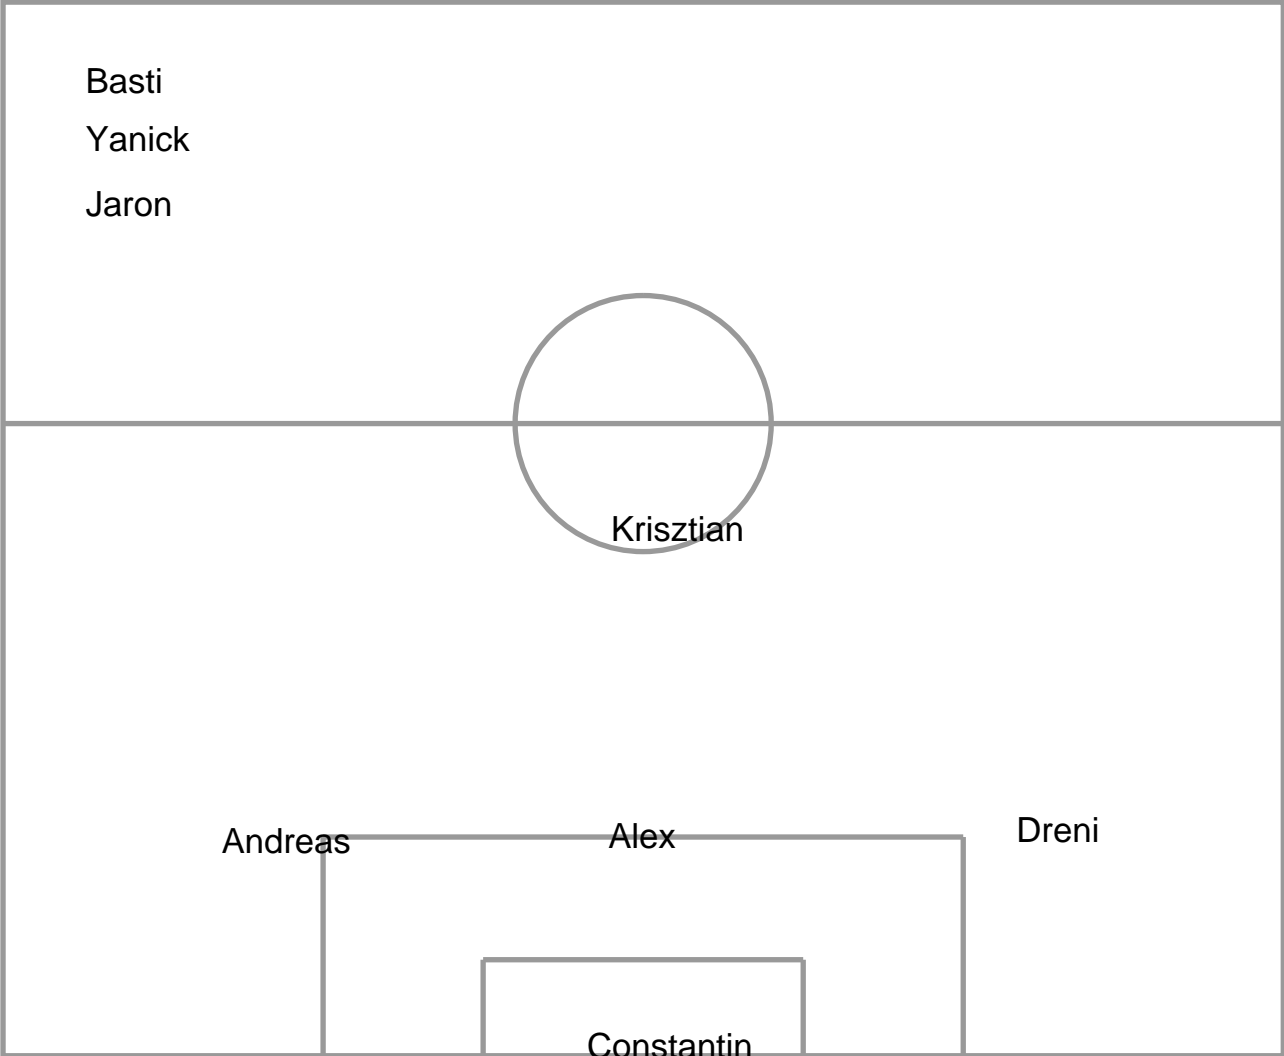 Basti
Yanick
Jaron
Krisztian
Andreas Alex Dreni
Constantin